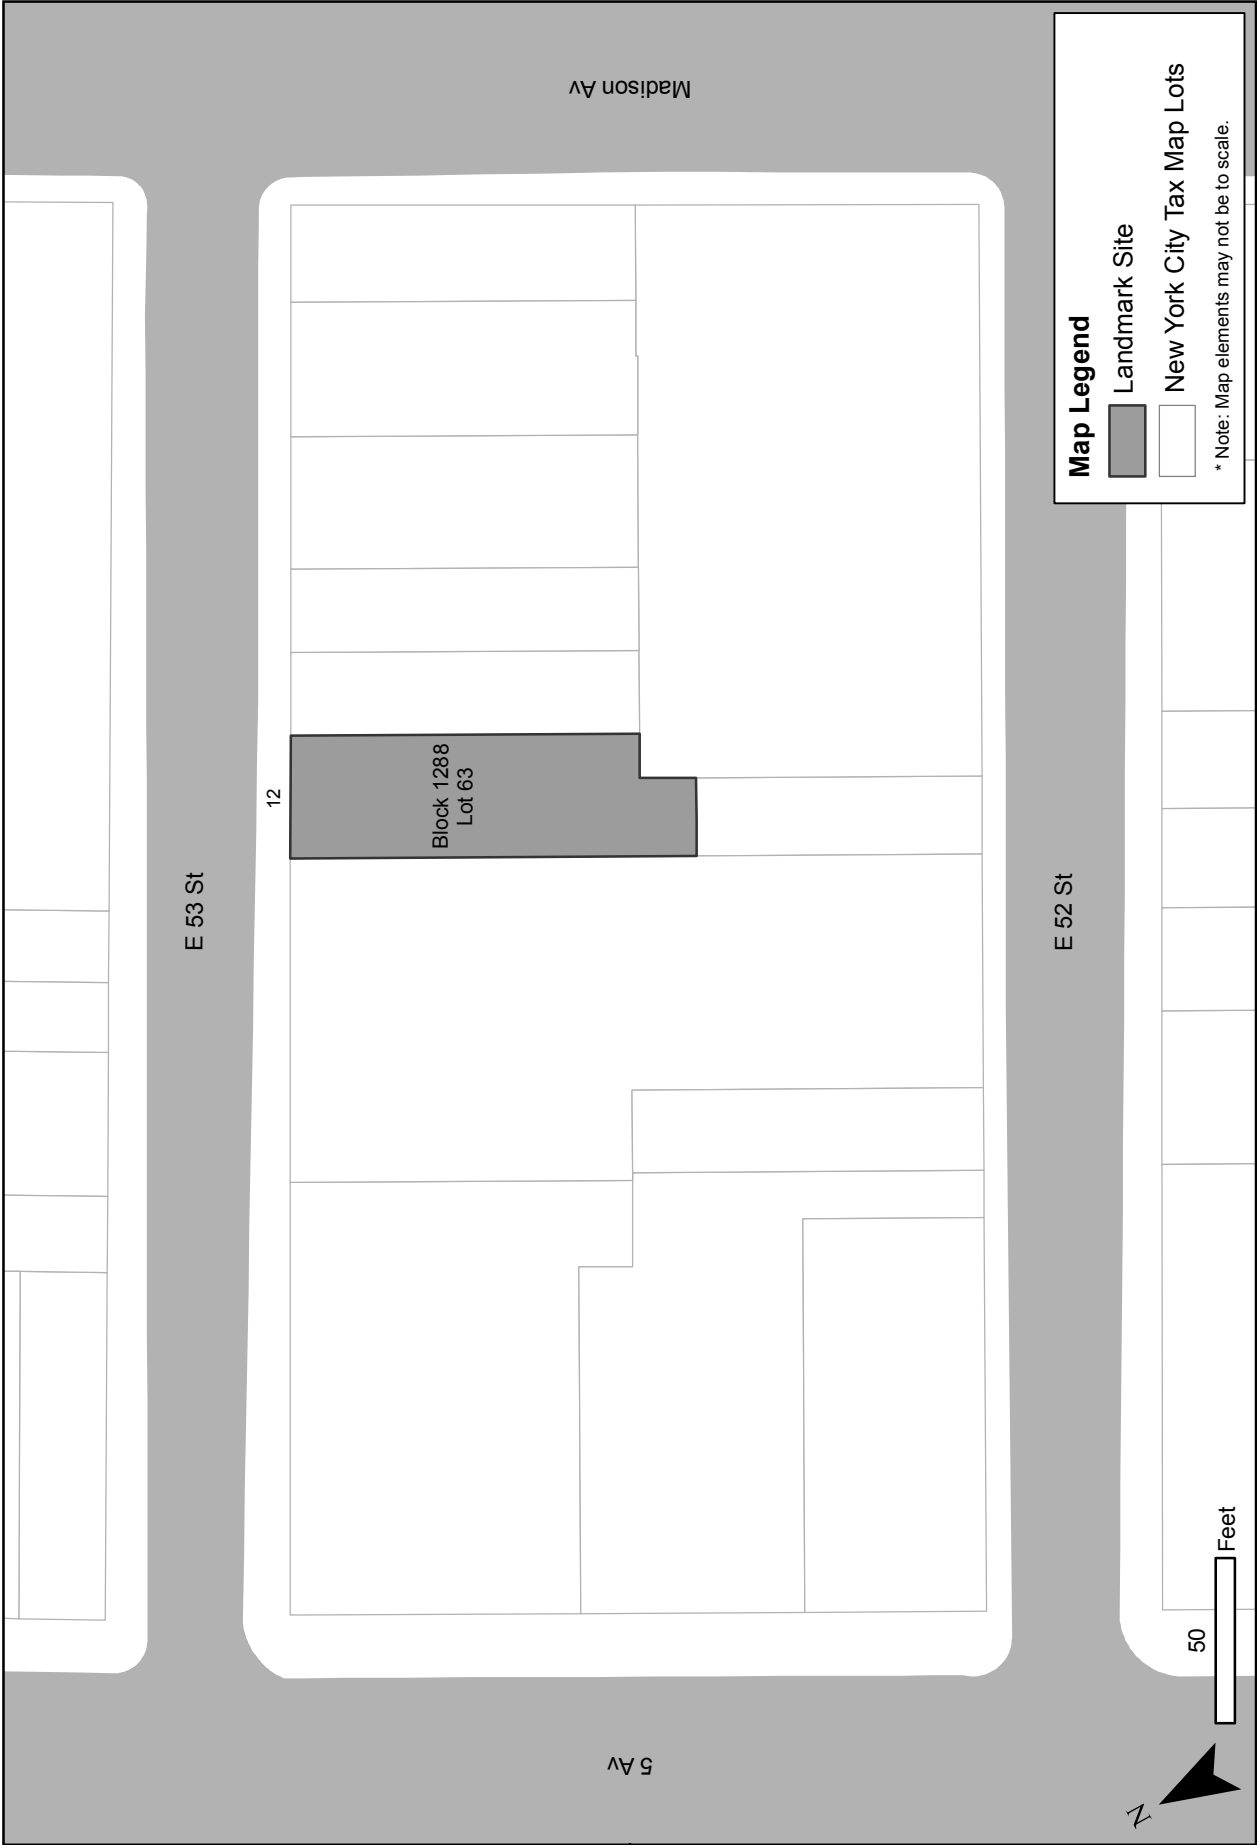 Madison Av
12
Block 1288
Lot 63
E 53 St
E 52 St
5 Av
Map Legend
Landmark Site
New York City Tax Map Lots
* Note: Map elements may not be to scale.
50
Feet
N